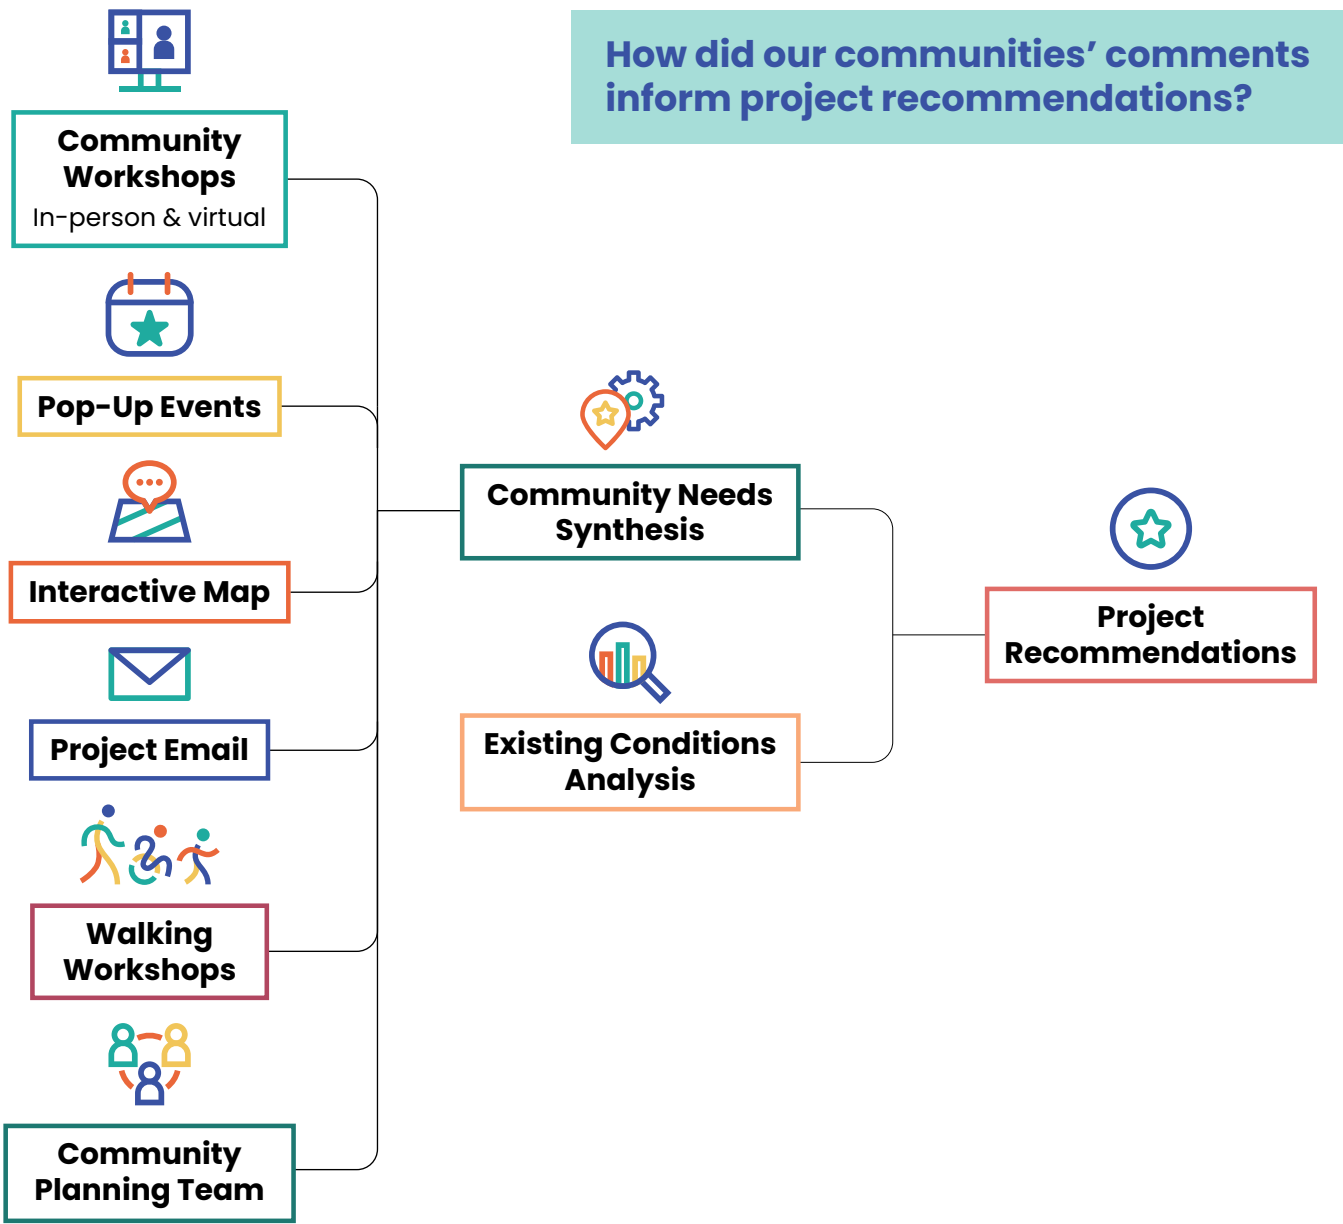 How did our communities’ comments
inform project recommendations?
Community
Workshops
In-person & virtual
Pop-Up Events
Interactive Map
Project Email
Walking
Workshops
Community
Planning Team
Community Needs
Synthesis
Existing Conditions
Analysis
Project
Recommendations